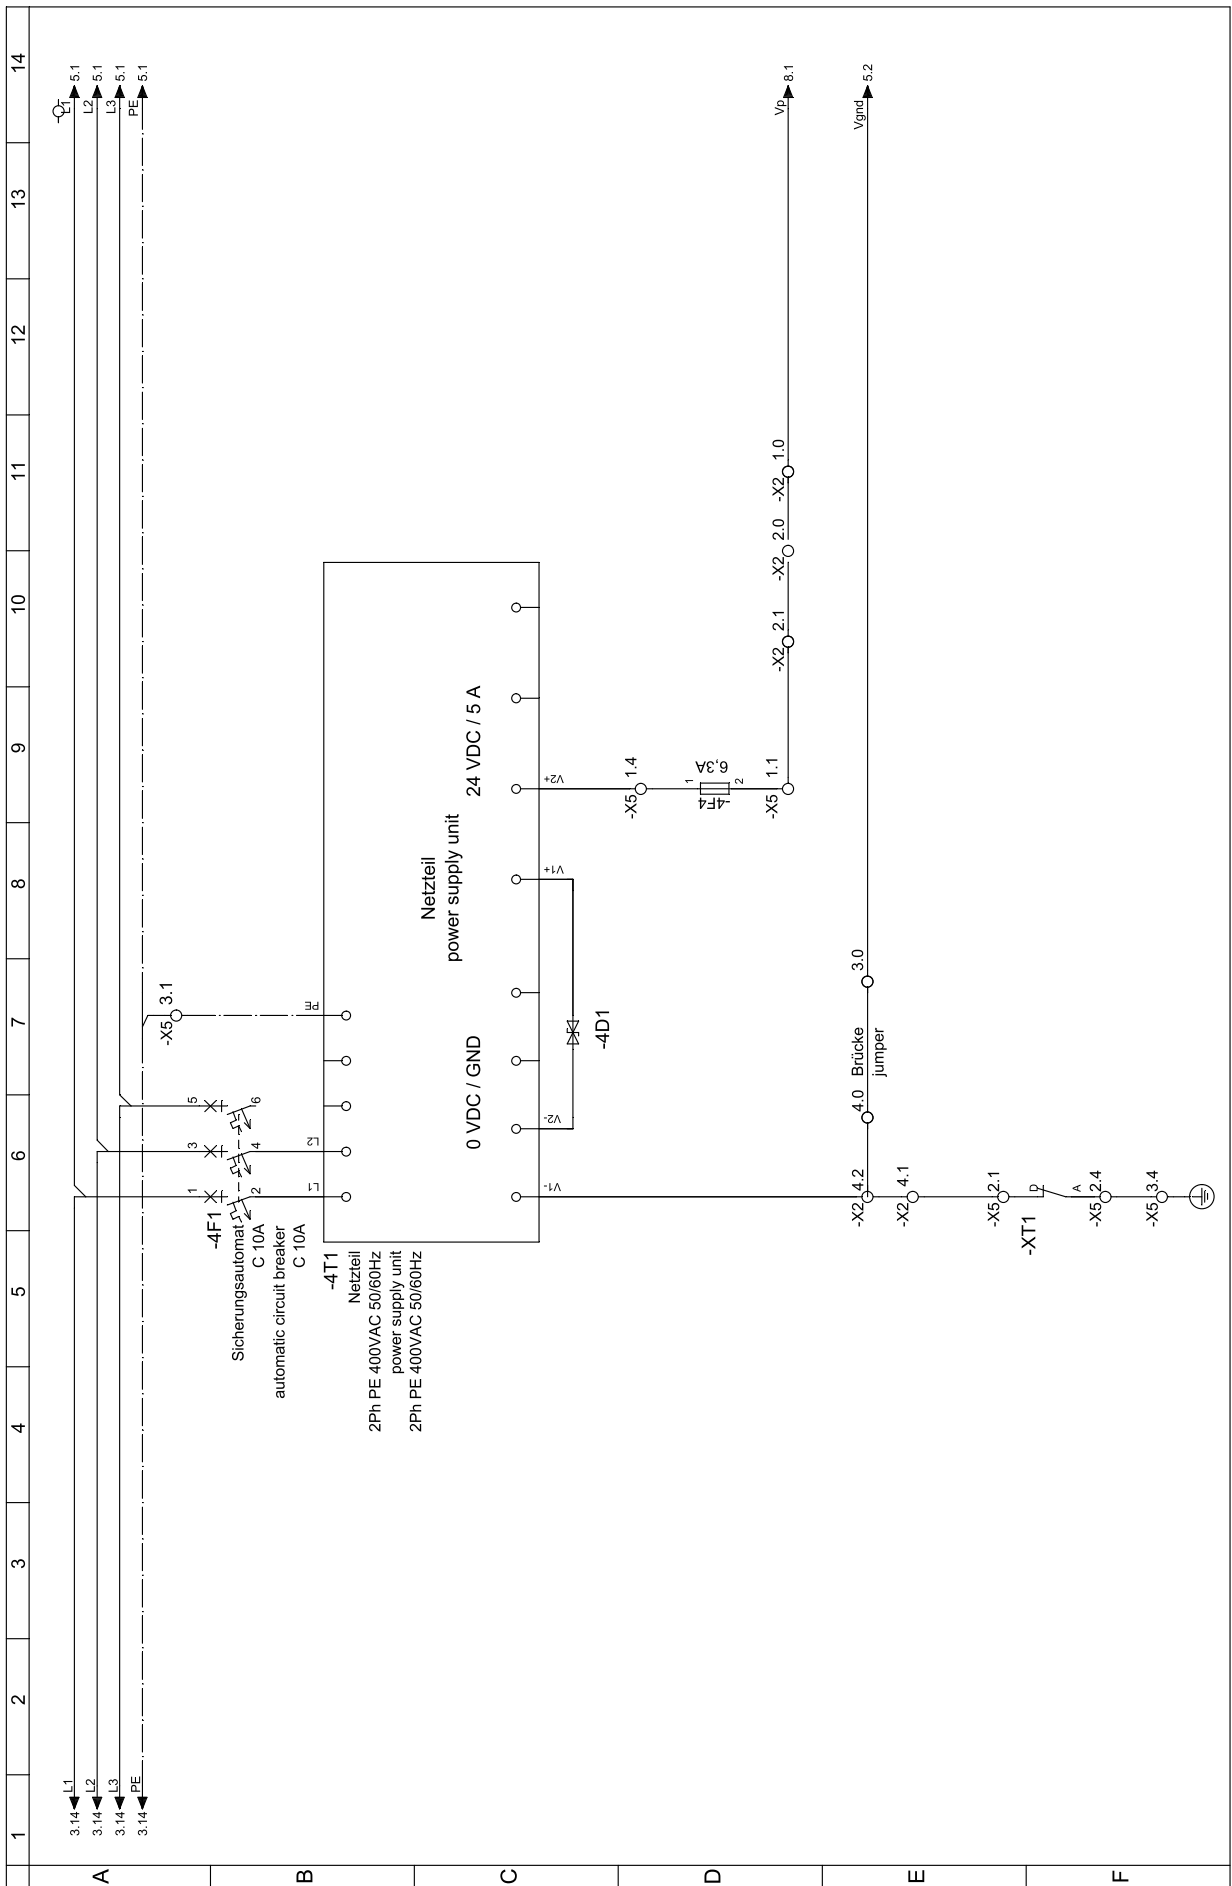 1 2 3 4 5 6 7 8 9 10 11 12 13 14
A
B
C
D
E
F
3.14 L1
3.14 L2
3.14 L3
3.14 PE
L1 5.1
L2 5.1
L3 5.1
PE 5.1
-X5 3.1
-4F1
1 3 5
2 4 6
Sicherungsautomat
C 10A
automatic circuit breaker
C 10A
-4T1
Netzteil
2Ph PE 400VAC 50/60Hz
power supply unit
2Ph PE 400VAC 50/60Hz
L1 L2 PE
Netzteil
power supply unit
0 VDC / GND
24 VDC / 5 A
V1- V2- V1+ V2+
-4D1
-X5 1.4
1
-4F4 6,3A
2
-X5 1.1
-X2 2.1
-X2 2.0
-X2 1.0
Vp 8.1
-X2 4.2
4.0
Brücke
jumper
3.0
Vgnd 5.2
-X2 4.1
-X5 2.1
-XT1
D
A
-X5 2.4
-X5 3.4